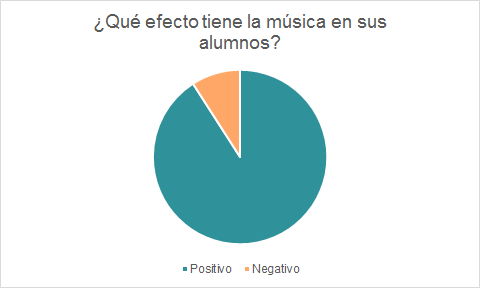 ¿Qué efecto tiene la música en sus
alumnos?
Positivo Negativo